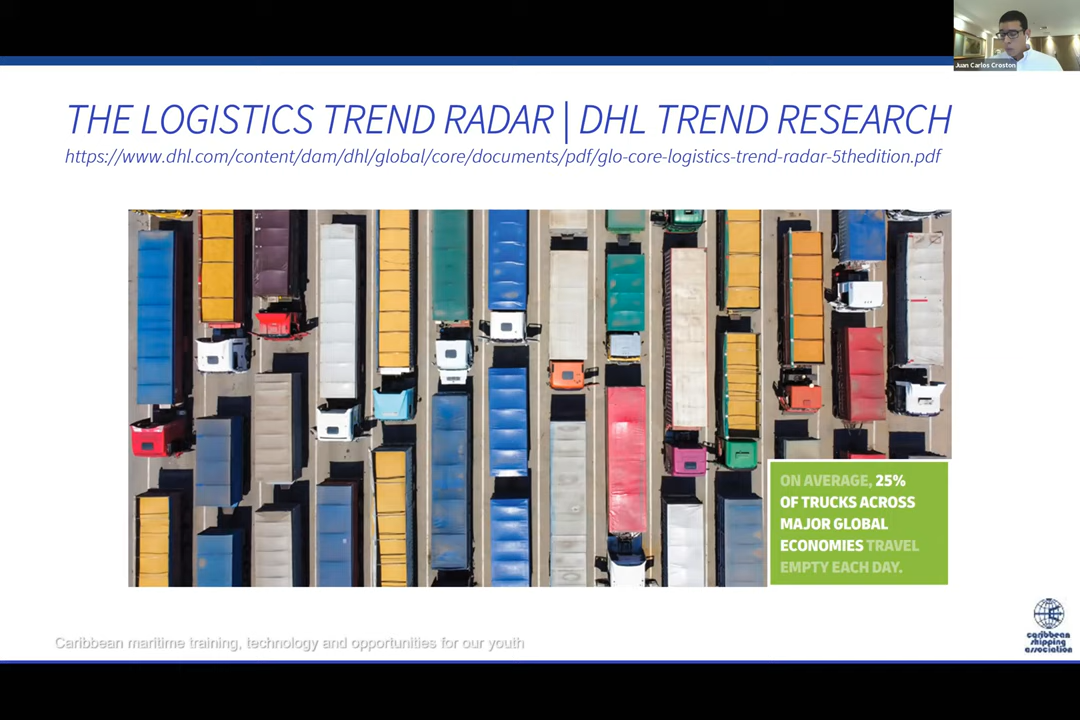 Juan Carlos Croston
THE LOGISTICS TREND RADAR | DHL TREND RESEARCH
https://www.dhl.com/content/dam/dhl/global/core/documents/pdf/glo-core-logistics-trend-radar-5thedition.pdf
ON AVERAGE, 25%
OF TRUCKS ACROSS
MAJOR GLOBAL
ECONOMIES TRAVEL
EMPTY EACH DAY.
Caribbean maritime training, technology and opportunities for our youth
caribbean
shipping
association